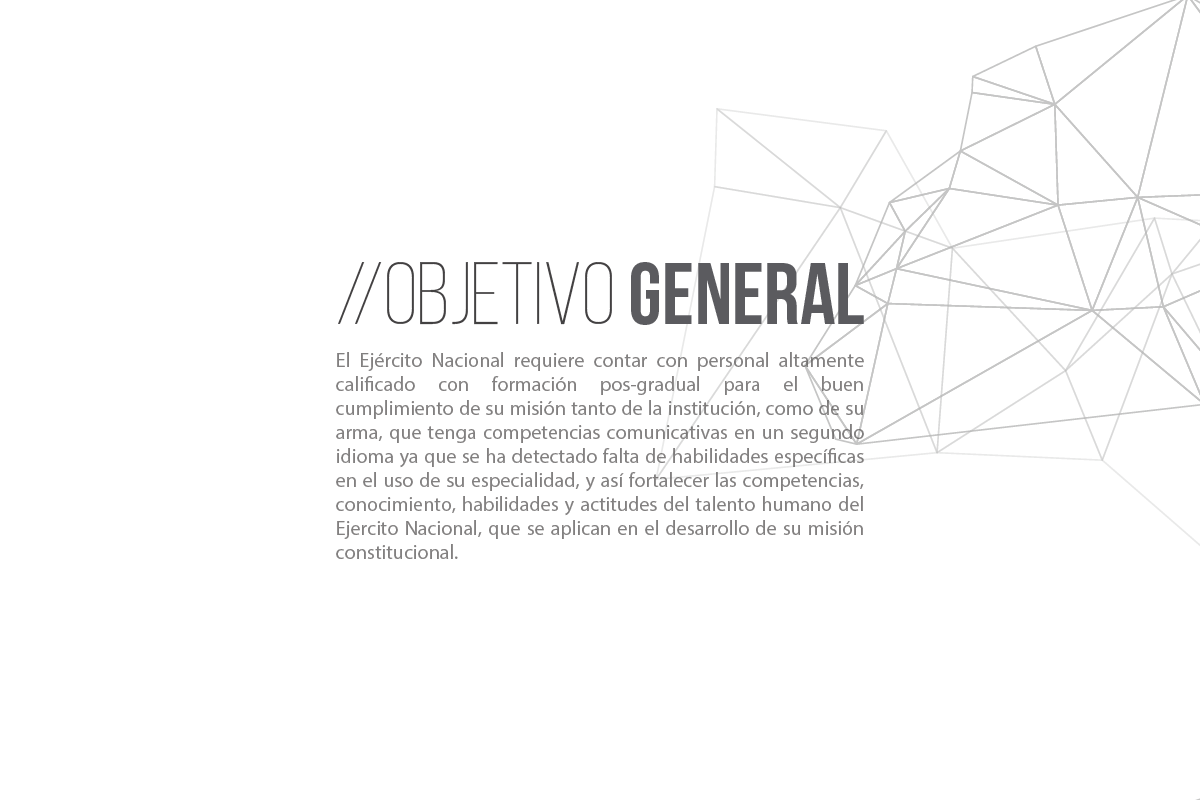 //OBJETIVO GENERAL
El Ejército Nacional requiere contar con personal altamente
calificado con formación pos-gradual para el buen
cumplimiento de su misión tanto de la institución, como de su
arma, que tenga competencias comunicativas en un segundo
idioma ya que se ha detectado falta de habilidades específicas
en el uso de su especialidad, y así fortalecer las competencias,
conocimiento, habilidades y actitudes del talento humano del
Ejercito Nacional, que se aplican en el desarrollo de su misión
constitucional.